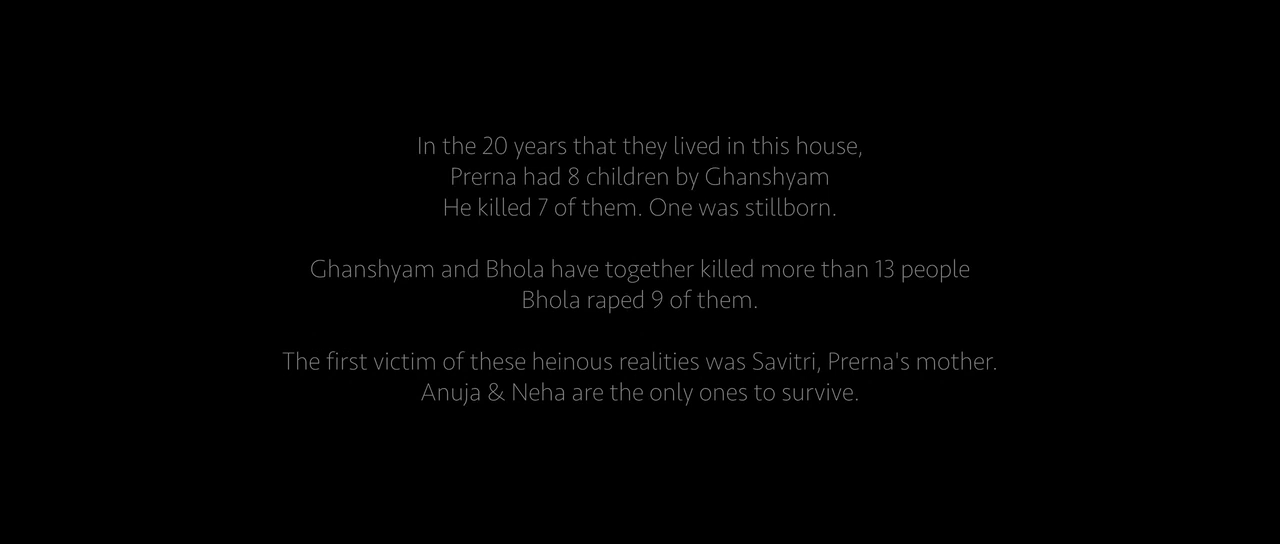 In the 20 years that they lived in this house,
Prerna had 8 children by Ghanshyam
He killed 7 of them. One was stillborn.
Ghanshyam and Bhola have together killed more than 13 people
Bhola raped 9 of them.
The first victim of these heinous realities was Savitri, Prerna's mother.
Anuja & Neha are the only ones to survive.